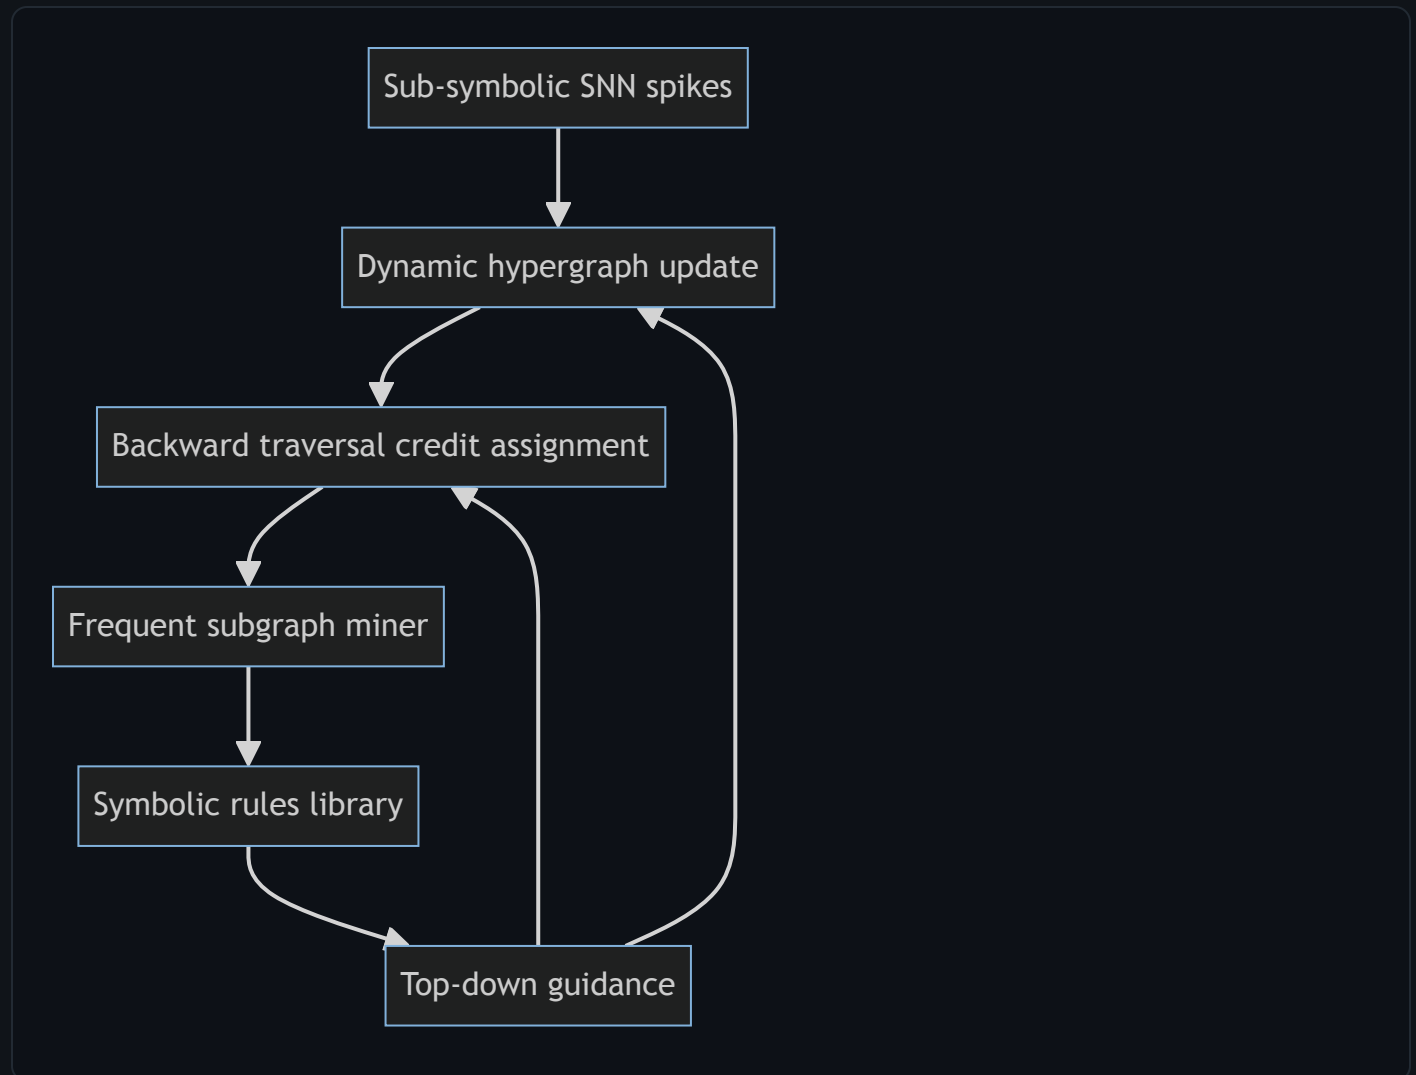 Sub-symbolic SNN spikes
Dynamic hypergraph update
Backward traversal credit assignment
Frequent subgraph miner
Symbolic rules library
Top-down guidance